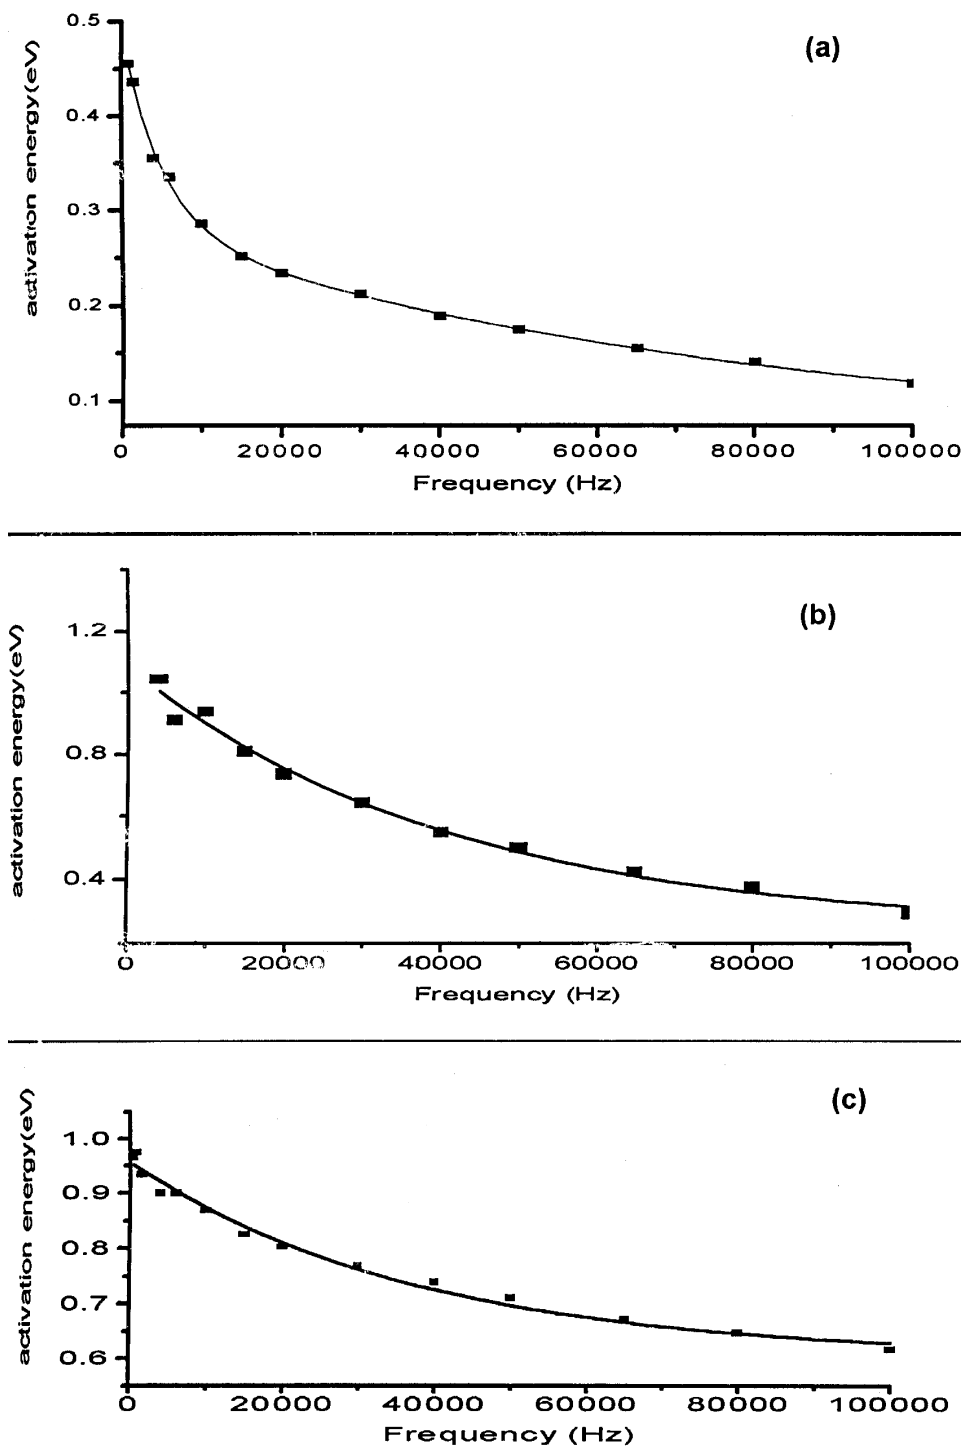 (a)
activation energy(eV)
0.5
0.4
0.3
0.2
0.1
0 20000 40000 60000 80000 100000
Frequency (Hz)
(b)
activation energy(eV)
1.2
0.8
0.4
0 20000 40000 60000 80000 100000
Frequency (Hz)
(c)
activation energy(eV)
1.0
0.9
0.8
0.7
0.6
0 20000 40000 60000 80000 100000
Frequency (Hz)